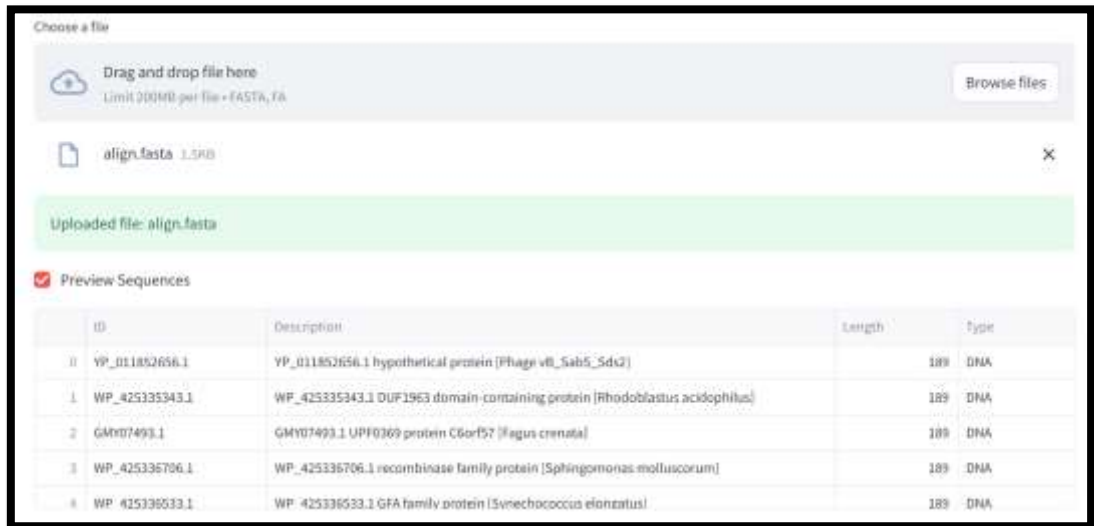 Choose a file
Drag and drop file here
Limit 200MB per file • FASTA, FA
Browse files
align.fasta 1.5KB
Uploaded file: align.fasta
Preview Sequences
ID Description Length Type
0 YP_011852656.1 YP_011852656.1 hypothetical protein [Phage vB_SabS_Sds2] 189 DNA
1 WP_425335343.1 WP_425335343.1 DUF1963 domain-containing protein [Rhodoblastus acidophilus] 189 DNA
2 GMY07493.1 GMY07493.1 UPF0369 protein C6orf57 [Fagus crenata] 189 DNA
3 WP_425336706.1 WP_425336706.1 recombinase family protein [Sphingomonas molluscorum] 189 DNA
4 WP_425336533.1 WP_425336533.1 GFA family protein [Synechococcus elongatus] 189 DNA